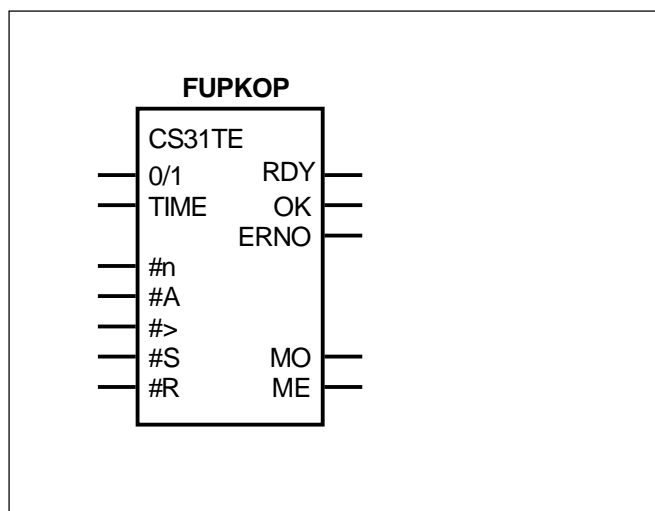 FUPKOP
CS31TE
0/1 RDY
TIME OK
ERNO
#n
#A
#>
#S MO
#R ME